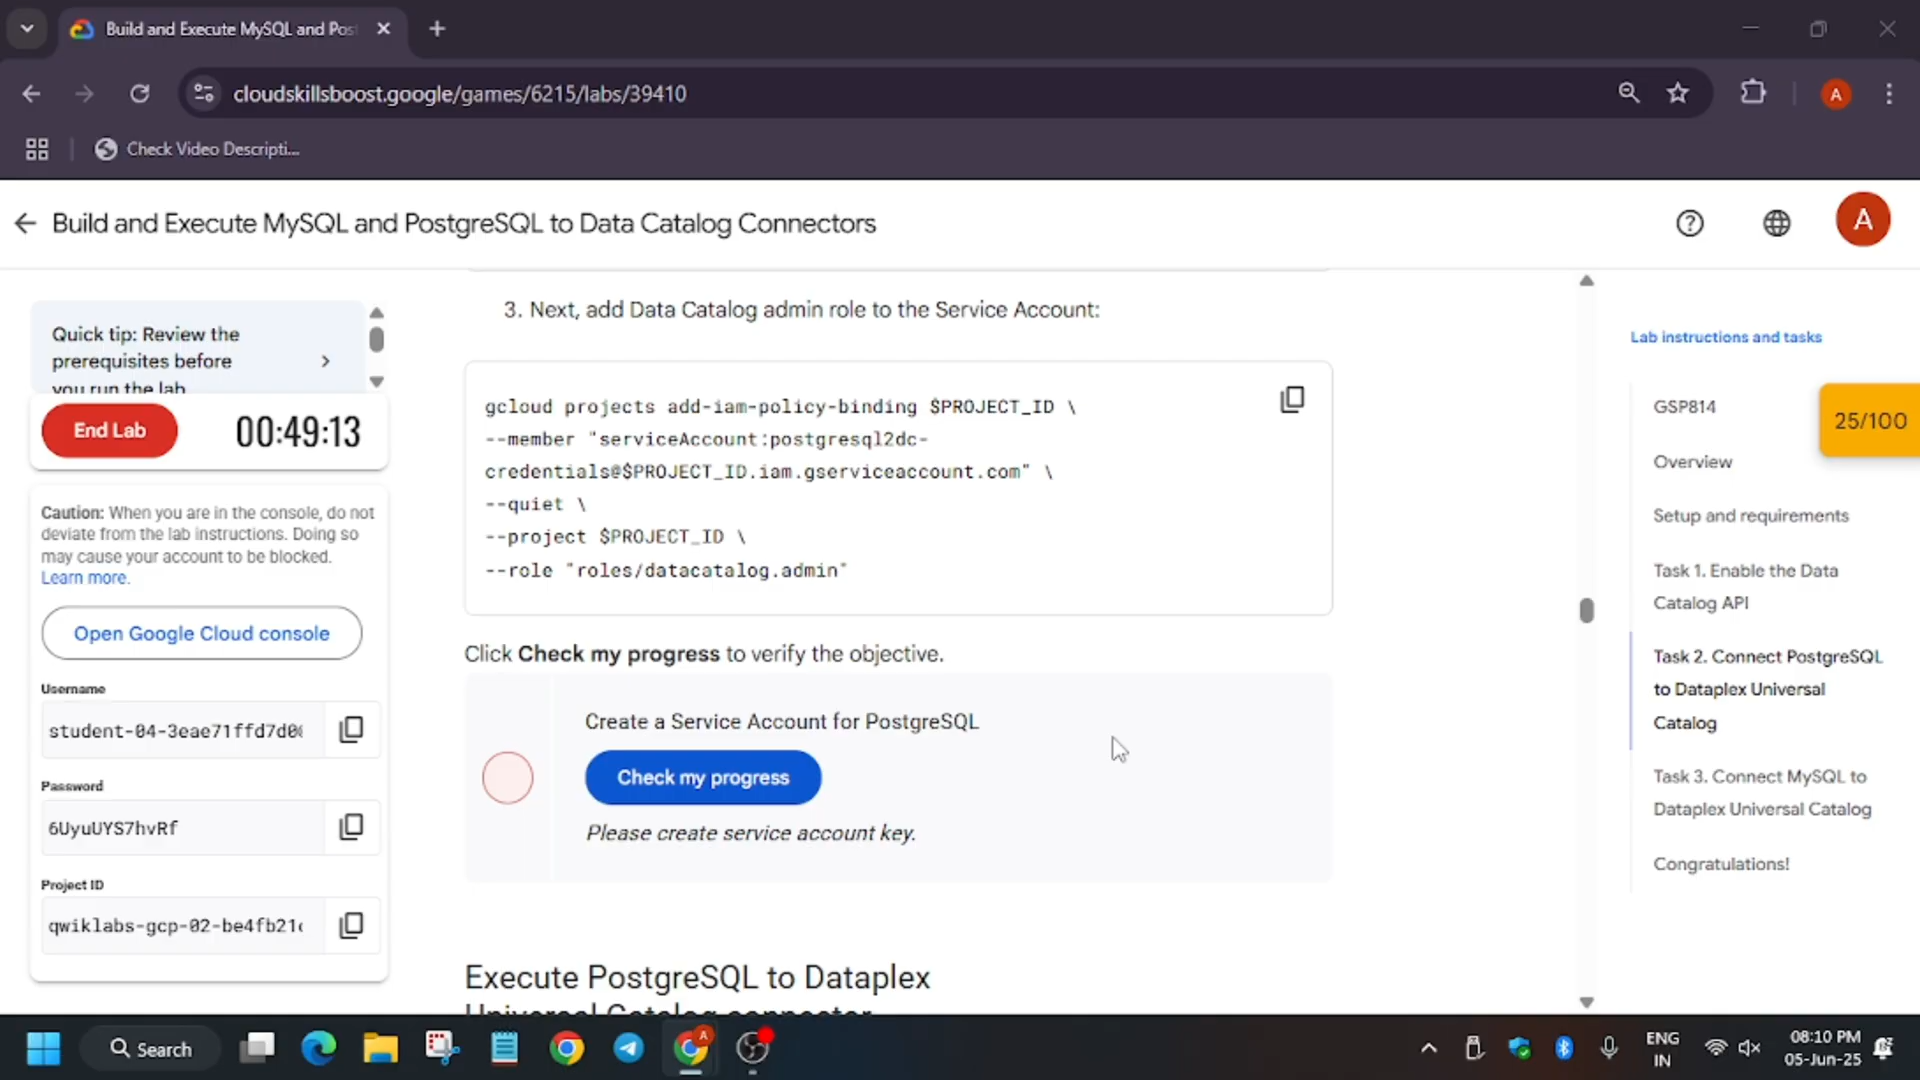 Build and Execute MySQL and Pos
cloudskillsboost.google/games/6215/labs/39410
A
Check Video Descripti...
Build and Execute MySQL and PostgreSQL to Data Catalog Connectors
A
Quick tip: Review the
prerequisites before
you run the lab
End Lab
00:49:13
Caution: When you are in the console, do not
deviate from the lab instructions. Doing so
may cause your account to be blocked.
Learn more.
Open Google Cloud console
Username
student-04-3eae71ffd7d0
Password
6UyuUYS7hvRf
Project ID
qwiklabs-gcp-02-be4fb21
3. Next, add Data Catalog admin role to the Service Account:
gcloud projects add-iam-policy-binding $PROJECT_ID \
--member "serviceAccount:postgresql2dc-
credentials@$PROJECT_ID.iam.gserviceaccount.com" \
--quiet \
--project $PROJECT_ID \
--role "roles/datacatalog.admin"
Click Check my progress to verify the objective.
Create a Service Account for PostgreSQL
Check my progress
Please create service account key.
Execute PostgreSQL to Dataplex
Universal Catalog connector
Lab instructions and tasks
GSP814
25/100
Overview
Setup and requirements
Task 1. Enable the Data
Catalog API
Task 2. Connect PostgreSQL
to Dataplex Universal
Catalog
Task 3. Connect MySQL to
Dataplex Universal Catalog
Congratulations!
Search
A
ENG
IN
08:10 PM
05-Jun-25